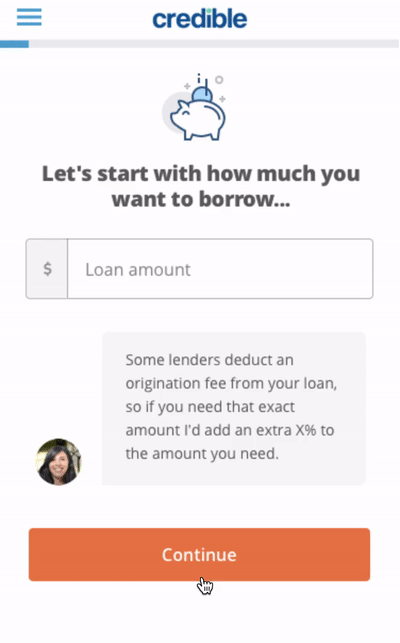 credible
Let's start with how much you
want to borrow...
$ Loan amount
Some lenders deduct an
origination fee from your loan,
so if you need that exact
amount I'd add an extra X% to
the amount you need.
Continue